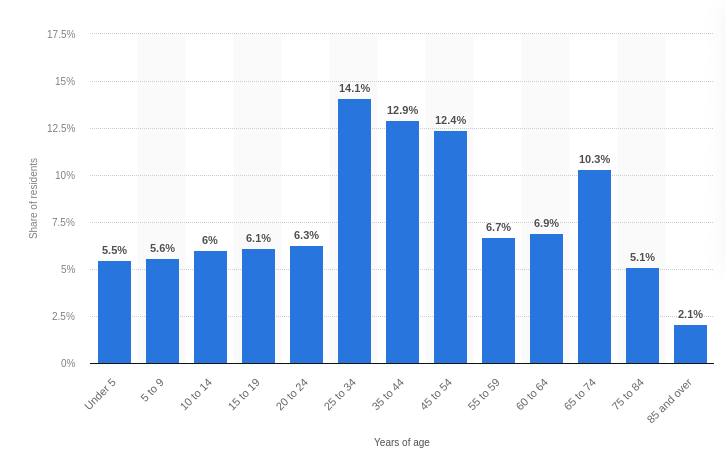 17.5%
15%
12.5%
10%
7.5%
5%
2.5%
0%
Share of residents
5.5%
5.6%
6%
6.1%
6.3%
14.1%
12.9%
12.4%
6.7%
6.9%
10.3%
5.1%
2.1%
Under 5
5 to 9
10 to 14
15 to 19
20 to 24
25 to 34
35 to 44
45 to 54
55 to 59
60 to 64
65 to 74
75 to 84
85 and over
Years of age